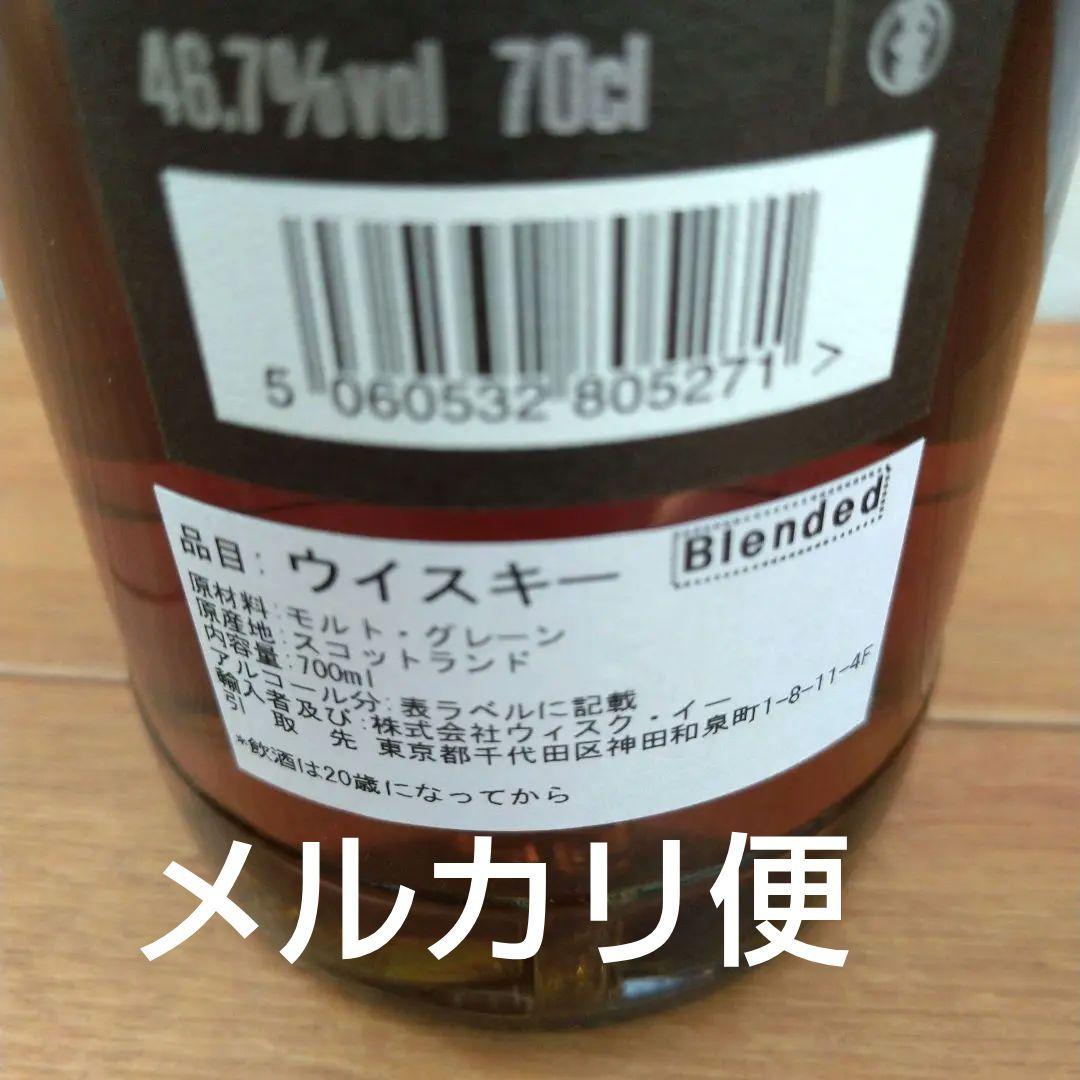 46.7%vol 70cl
5 060532 805271 >
品目: ウイスキー Blended
原材料:モルト・グレーン
原産地:スコットランド
内容量:700ml
アルコール分:表ラベルに記載
輸入者及び:株式会社ウィスク・イー
引取先 東京都千代田区神田和泉町1-8-11-4F
*飲酒は20歳になってから
メルカリ便